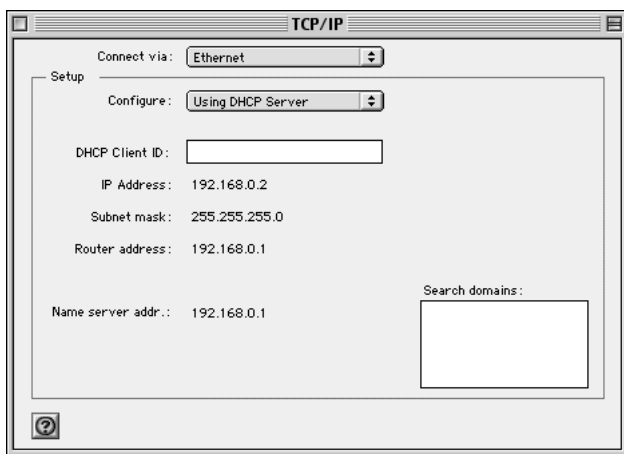 TCP/IP
Connect via: Ethernet
Setup
Configure: Using DHCP Server
DHCP Client ID:
IP Address: 192.168.0.2
Subnet mask: 255.255.255.0
Router address: 192.168.0.1
Search domains:
Name server addr.: 192.168.0.1
?